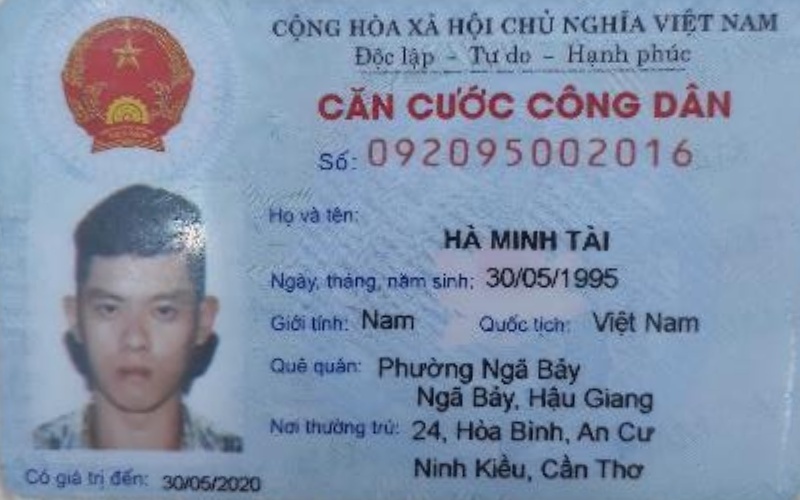 CỘNG HÒA XÃ HỘI CHỦ NGHĨA VIỆT NAM
Độc lập - Tự do - Hạnh phúc
CĂN CƯỚC CÔNG DÂN
Số: 092095002016
Họ và tên:
HÀ MINH TÀI
Ngày, tháng, năm sinh: 30/05/1995
Giới tính: Nam Quốc tịch: Việt Nam
Quê quán: Phường Ngã Bảy
Ngã Bảy, Hậu Giang
Nơi thường trú: 24, Hòa Bình, An Cư
Ninh Kiều, Cần Thơ
Có giá trị đến: 30/05/2020